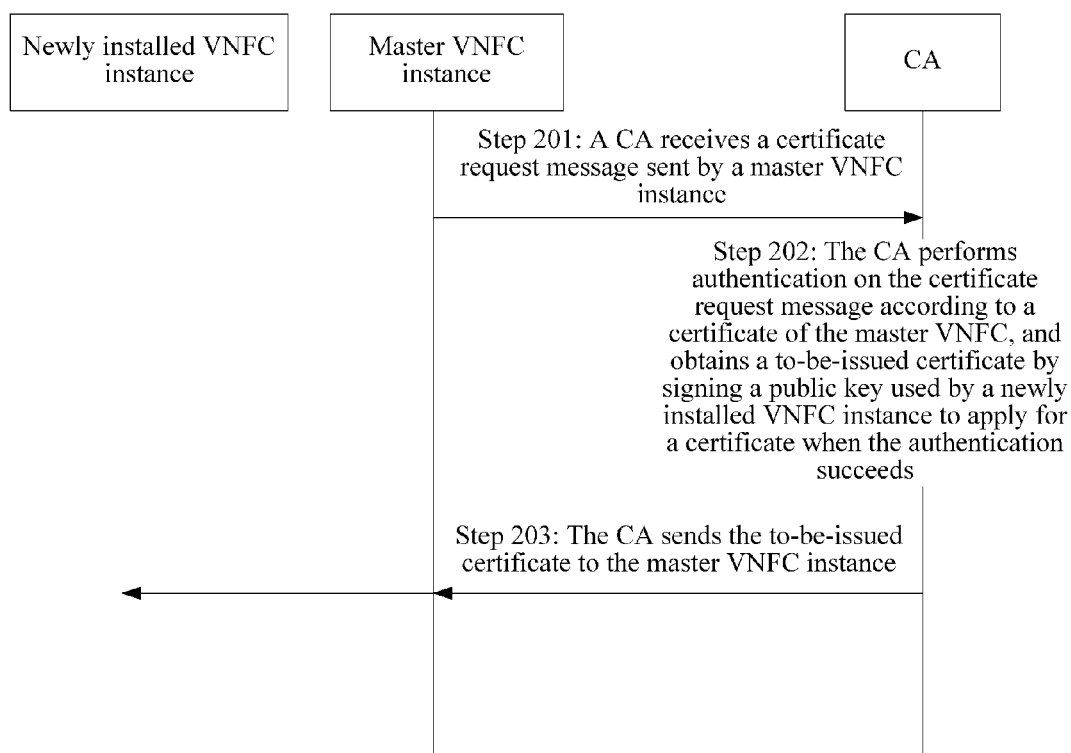 Newly installed VNFC
instance
Master VNFC
instance
CA
Step 201: A CA receives a certificate
request message sent by a master VNFC
instance
Step 202: The CA performs
authentication on the certificate
request message according to a
certificate of the master VNFC, and
obtains a to-be-issued certificate by
signing a public key used by a newly
installed VNFC instance to apply for
a certificate when the authentication
succeeds
Step 203: The CA sends the to-be-issued
certificate to the master VNFC instance